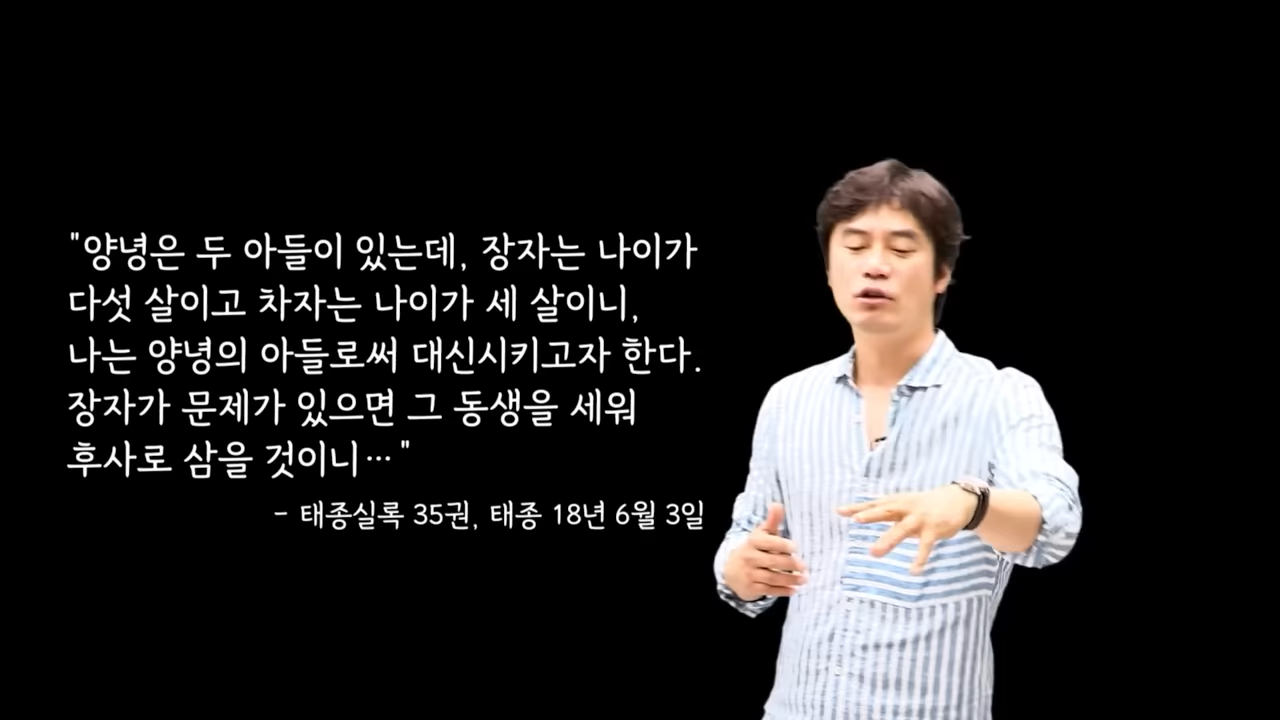 "양녕은 두 아들이 있는데, 장자는 나이가
다섯 살이고 차자는 나이가 세 살이니,
나는 양녕의 아들로써 대신시키고자 한다.
장자가 문제가 있으면 그 동생을 세워
후사로 삼을 것이니…"
- 태종실록 35권, 태종 18년 6월 3일